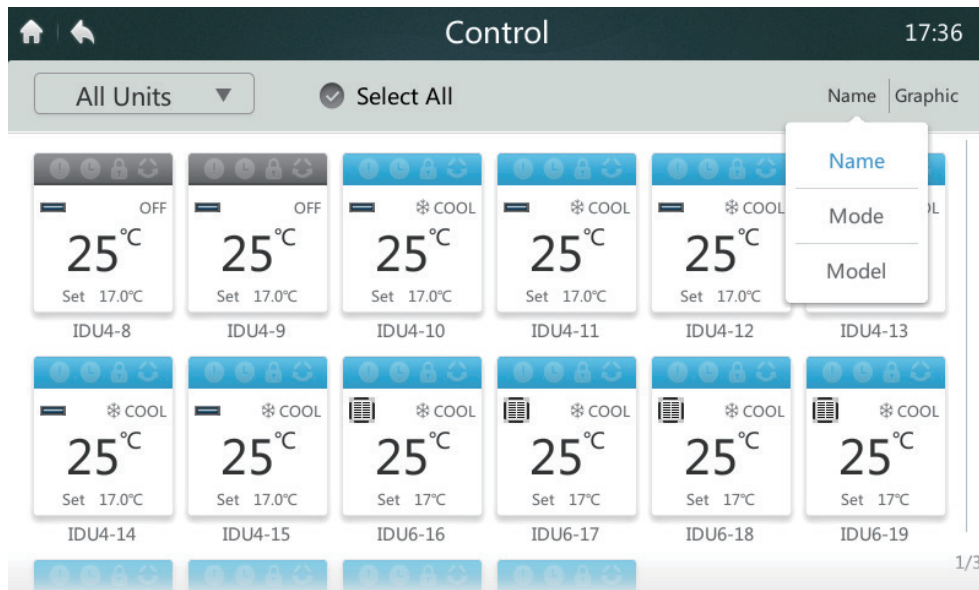 Control 17:36
All Units Select All Name Graphic
Name
Mode
Model
OFF OFF COOL COOL COOL
25°C 25°C 25°C 25°C 25°C
Set 17.0°C Set 17.0°C Set 17.0°C Set 17.0°C Set 17.0°C
IDU4-8 IDU4-9 IDU4-10 IDU4-11 IDU4-12 IDU4-13
COOL COOL COOL COOL COOL COOL
25°C 25°C 25°C 25°C 25°C 25°C
Set 17.0°C Set 17.0°C Set 17°C Set 17°C Set 17°C Set 17°C
IDU4-14 IDU4-15 IDU6-16 IDU6-17 IDU6-18 IDU6-19
1/3